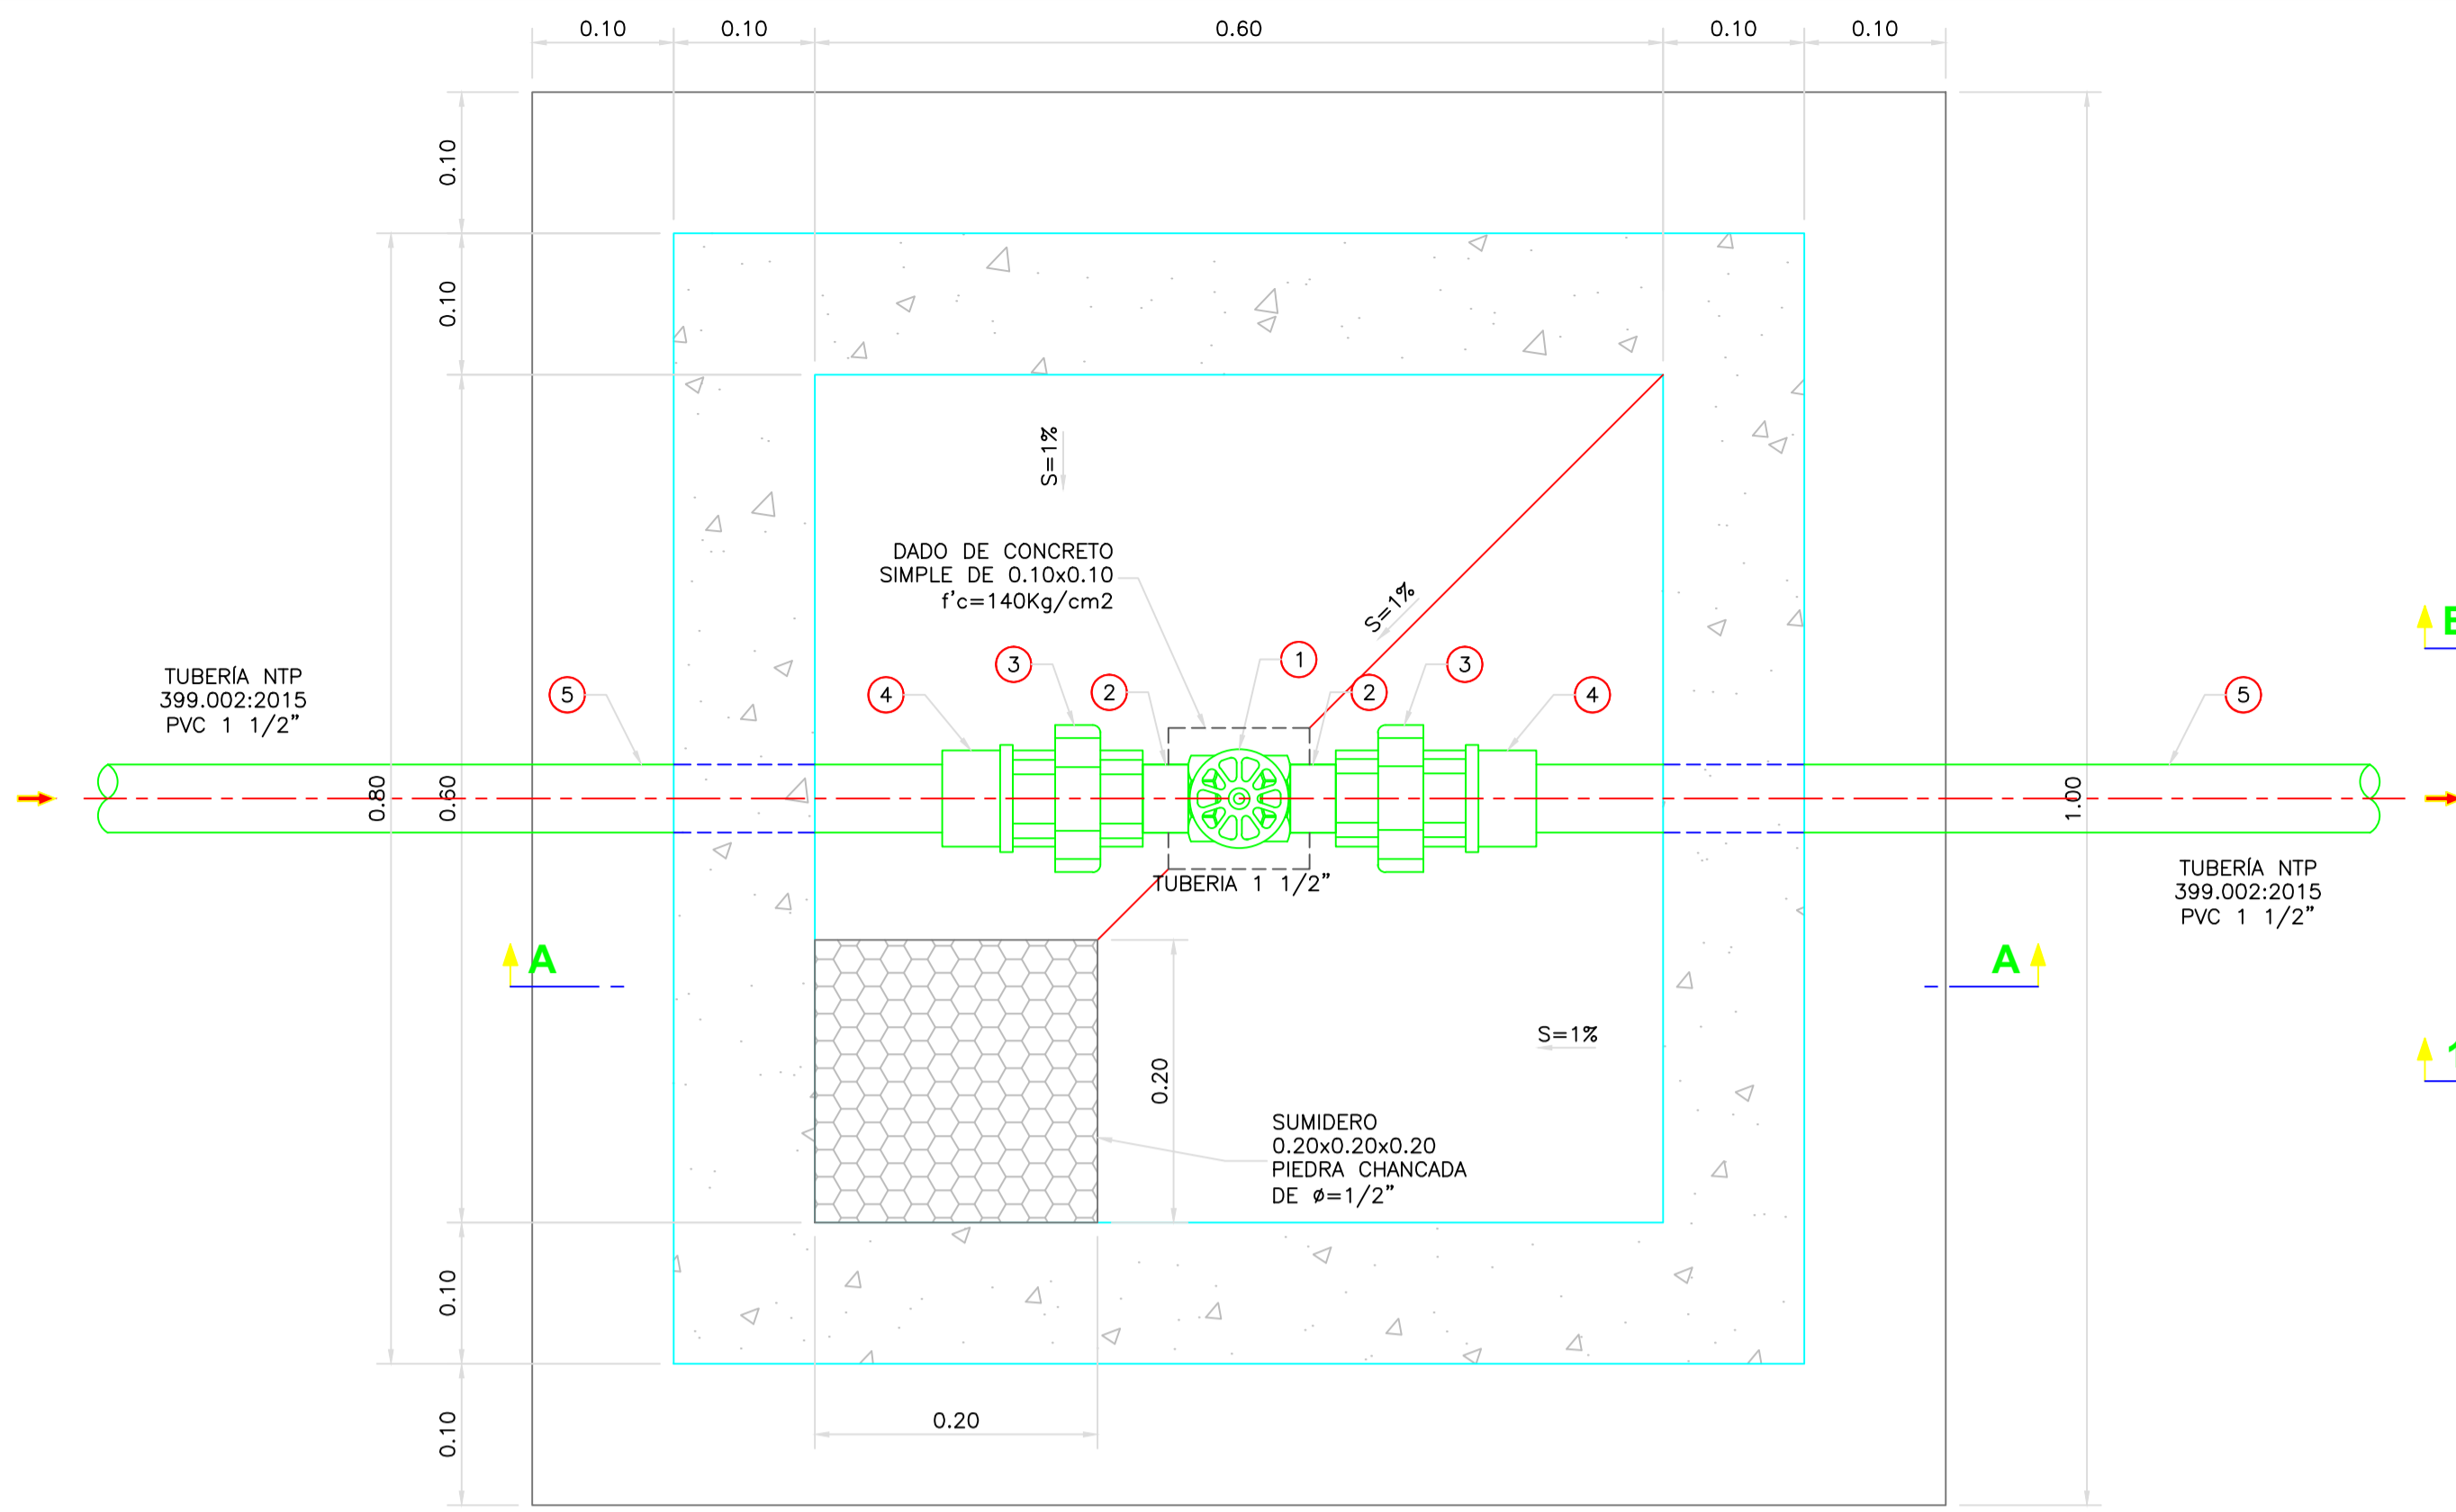 0.10
0.10
0.60
0.10
0.10
0.10
0.10
0.80
0.60
0.10
0.10
1.00
S=1%
DADO DE CONCRETO
SIMPLE DE 0.10x0.10
f'c=140Kg/cm2
S=1%
TUBERÍA NTP
399.002:2015
PVC 1 1/2"
5
4
3
2
1
2
3
4
5
TUBERIA 1 1/2"
TUBERÍA NTP
399.002:2015
PVC 1 1/2"
A
A
S=1%
0.20
SUMIDERO
0.20x0.20x0.20
PIEDRA CHANCADA
DE ø=1/2"
0.20